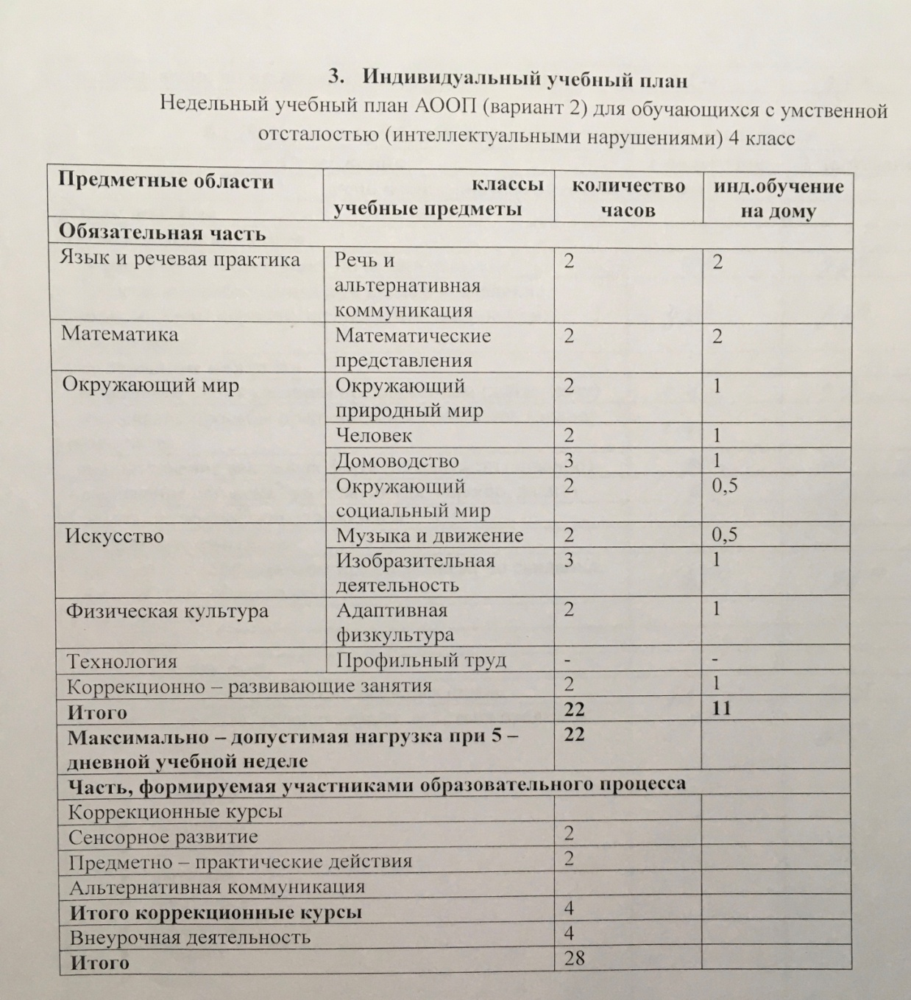 3. Индивидуальный учебный план
Недельный учебный план АООП (вариант 2) для обучающихся с умственной
отсталостью (интеллектуальными нарушениями) 4 класс
Предметные области классы количество инд.обучение
учебные предметы часов на дому
Обязательная часть
Язык и речевая практика Речь и 2 2
альтернативная
коммуникация
Математика Математические 2 2
представления
Окружающий мир Окружающий 2 1
природный мир
Человек 2 1
Домоводство 3 1
Окружающий 2 0,5
социальный мир
Искусство Музыка и движение 2 0,5
Изобразительная 3 1
деятельность
Физическая культура Адаптивная 2 1
физкультура
Технология Профильный труд - -
Коррекционно – развивающие занятия 2 1
Итого 22 11
Максимально – допустимая нагрузка при 5 – 22
дневной учебной неделе
Часть, формируемая участниками образовательного процесса
Коррекционные курсы
Сенсорное развитие 2
Предметно – практические действия 2
Альтернативная коммуникация
Итого коррекционные курсы 4
Внеурочная деятельность 4
Итого 28